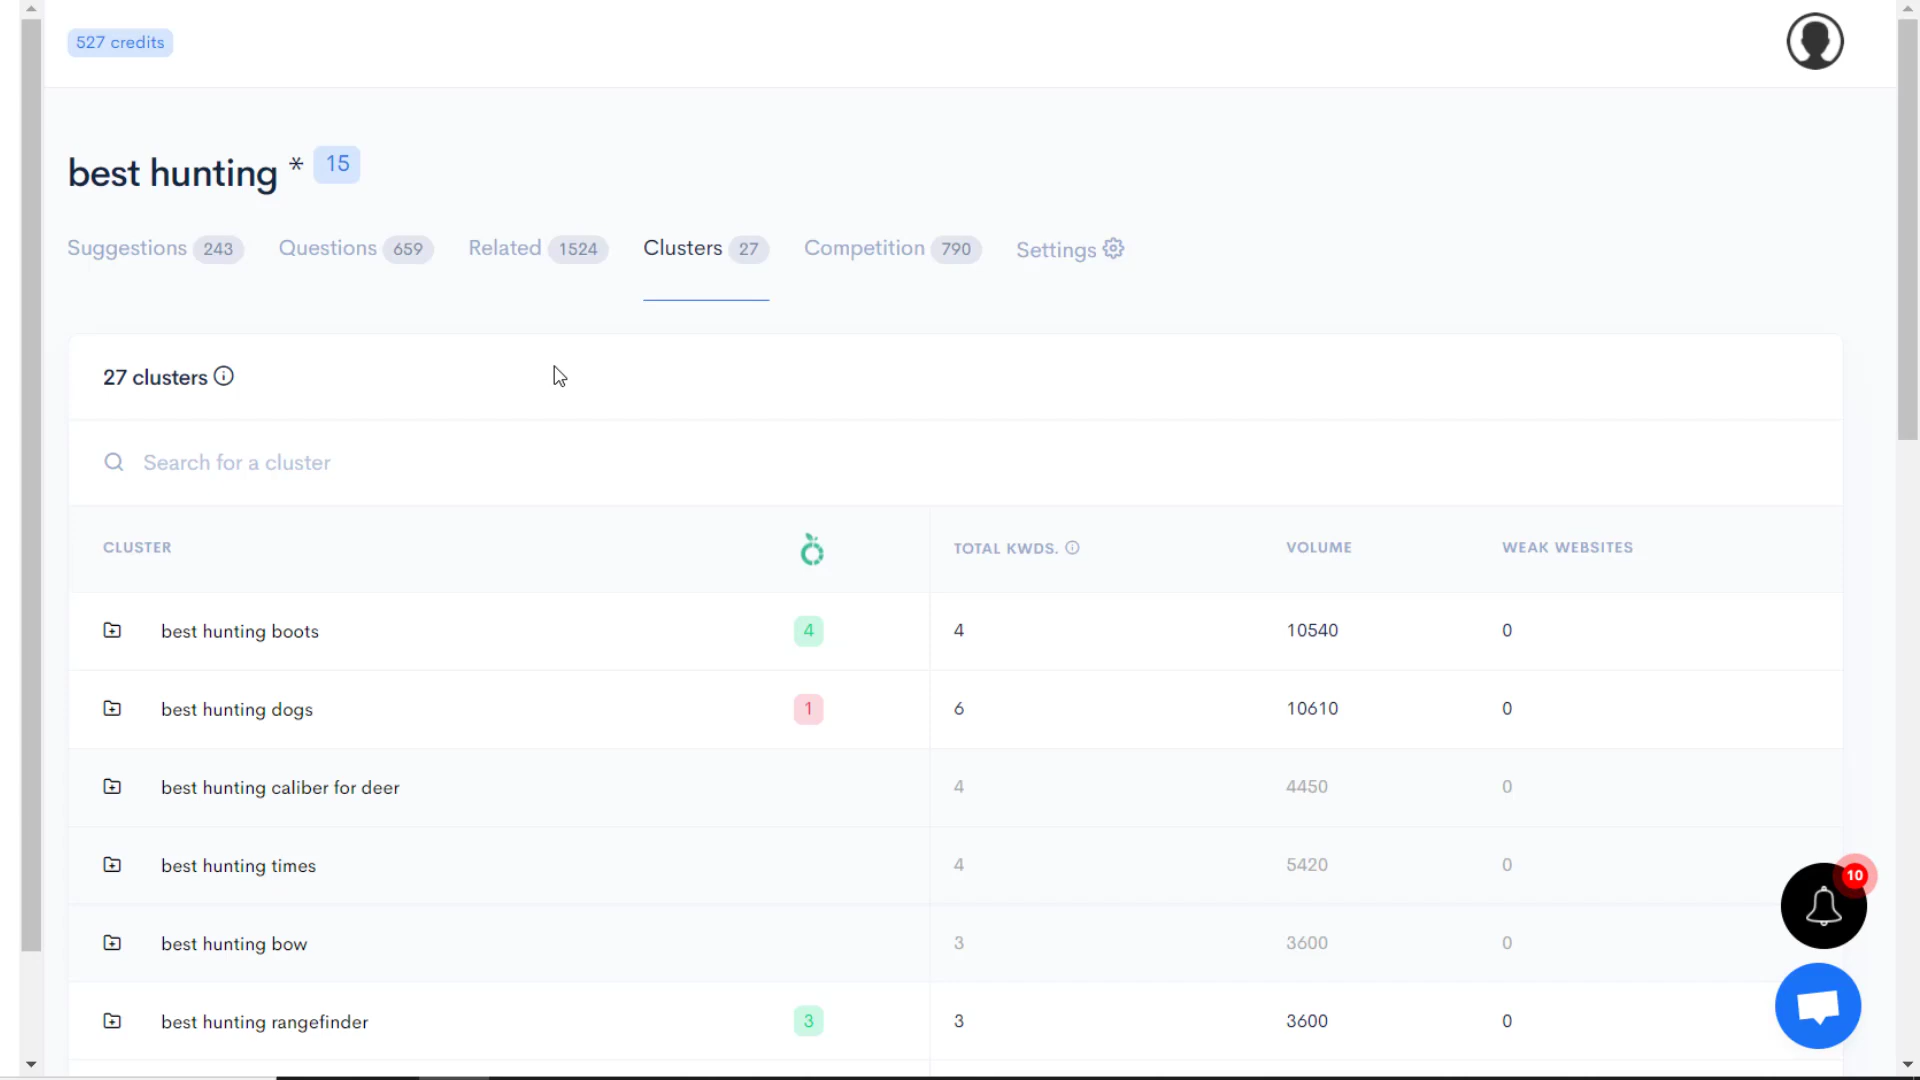 527 credits
best hunting * 15
Suggestions 243 Questions 659 Related 1524 Clusters 27 Competition 790 Settings
27 clusters
Search for a cluster
CLUSTER TOTAL KWDS. VOLUME WEAK WEBSITES
best hunting boots 4 4 10540 0
best hunting dogs 1 6 10610 0
best hunting caliber for deer 4 4450 0
best hunting times 4 5420 0
10
best hunting bow 3 3600 0
best hunting rangefinder 3 3 3600 0